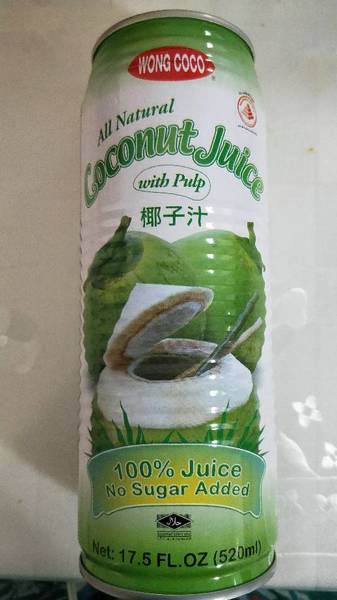 WONG COCO
All Natural
Coconut Juice
with Pulp
椰子汁
100% Juice
No Sugar Added
حلال
Net: 17.5 FL.OZ (520ml)